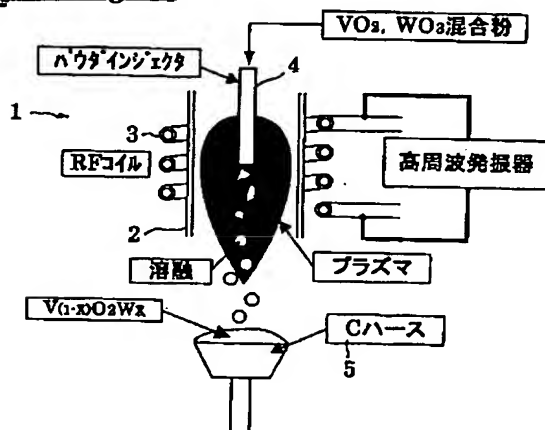 VO2, WO3混合粉
パウダインジェクタ
4
1
3
RFコイル
高周波発振器
2
溶融
プラズマ
V(1-x)O2Wx
Cハース
5